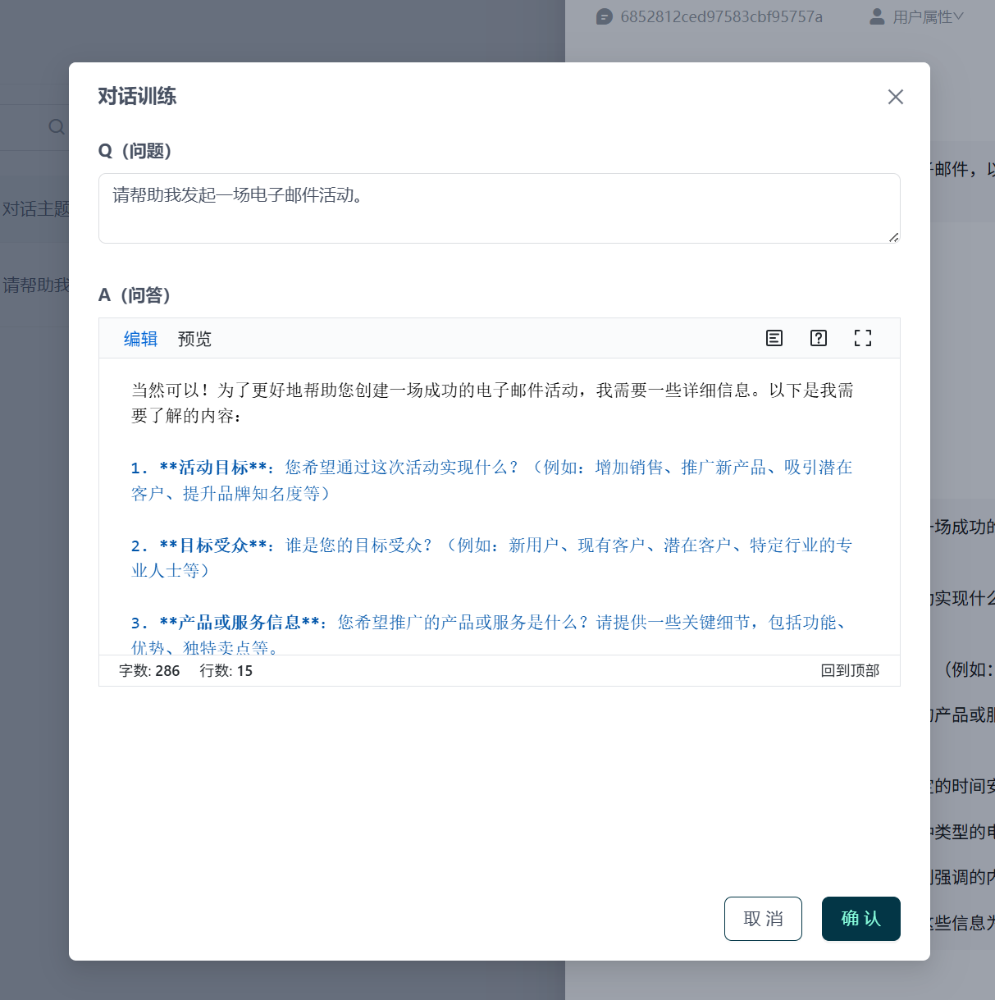 6852812ced97583cbf95757a
用户属性
对话训练
Q（问题）
请帮助我发起一场电子邮件活动。
A（问答）
编辑 预览
当然可以！为了更好地帮助您创建一场成功的电子邮件活动，我需要一些详细信息。以下是我需
要了解的内容：
1. **活动目标**：您希望通过这次活动实现什么？（例如：增加销售、推广新产品、吸引潜在
客户、提升品牌知名度等）
2. **目标受众**：谁是您的目标受众？（例如：新用户、现有客户、潜在客户、特定行业的专
业人士等）
3. **产品或服务信息**：您希望推广的产品或服务是什么？请提供一些关键细节，包括功能、
优势、独特卖点等。
字数: 286 行数: 15 回到顶部
取 消 确 认
对话主题
请帮助我
邮件，
场成功的
实现什么
（例如：
产品或服
的时间安
类型的电
强调的内
些信息为